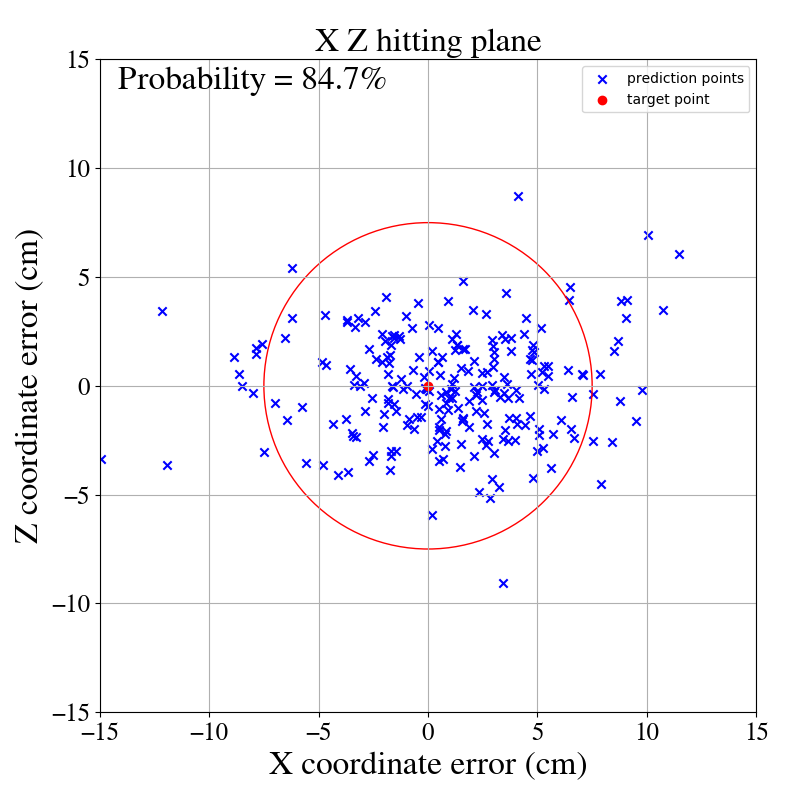 X Z hitting plane
Probability = 84.7%
prediction points
target point
15
10
5
0
−5
−10
−15
Z coordinate error (cm)
−15 −10 −5 0 5 10 15
X coordinate error (cm)